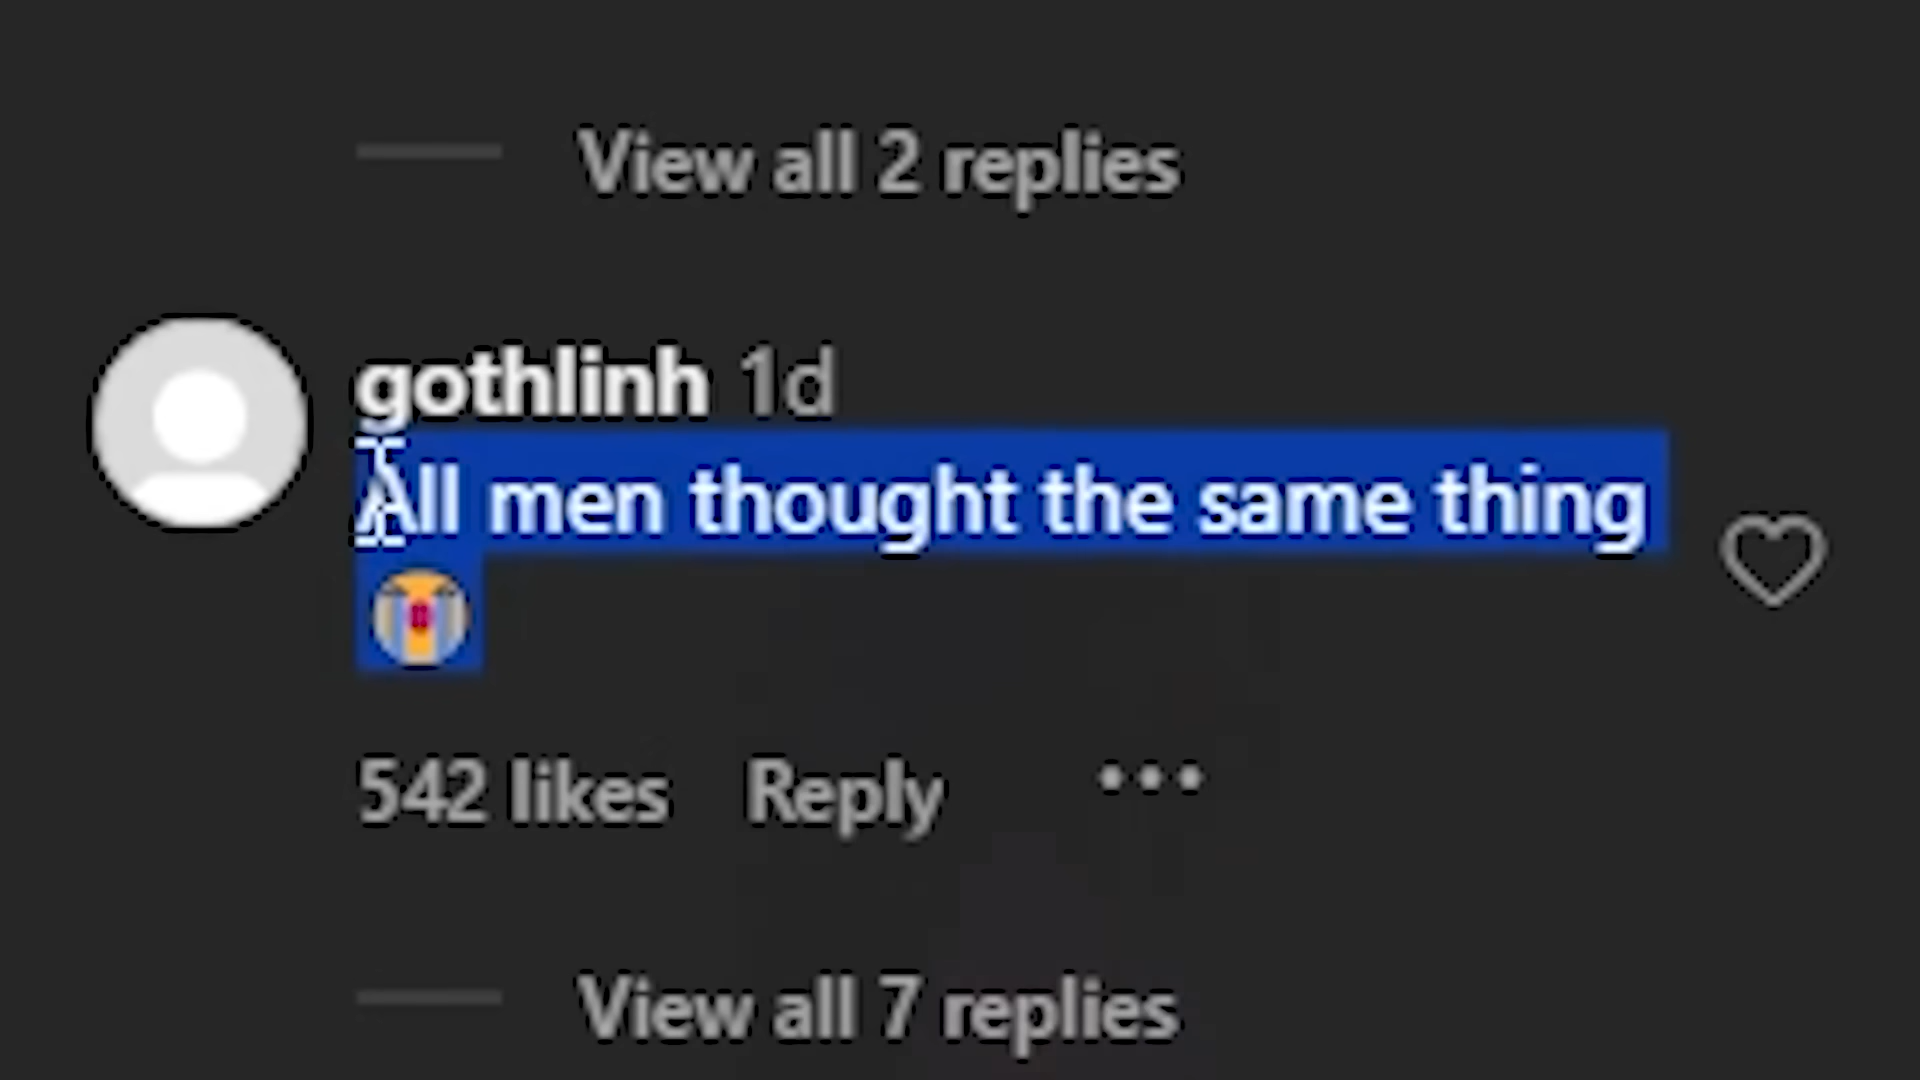 View all 2 replies
gothlinh 1d
All men thought the same thing
😭
542 likes Reply •••
View all 7 replies